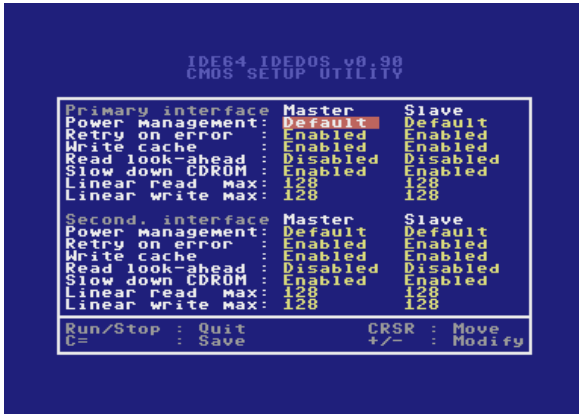 IDE64 IDEDOS v0.90
CMOS SETUP UTILITY
Primary interface Master Slave
Power management: Default Default
Retry on error : Enabled Enabled
Write cache : Enabled Enabled
Read look-ahead : Disabled Disabled
Slow down CDROM : Enabled Enabled
Linear read max: 128 128
Linear write max: 128 128
Second. interface Master Slave
Power management: Default Default
Retry on error : Enabled Enabled
Write cache : Enabled Enabled
Read look-ahead : Disabled Disabled
Slow down CDROM : Enabled Enabled
Linear read max: 128 128
Linear write max: 128 128
Run/Stop : Quit CRSR : Move
C= : Save +/- : Modify